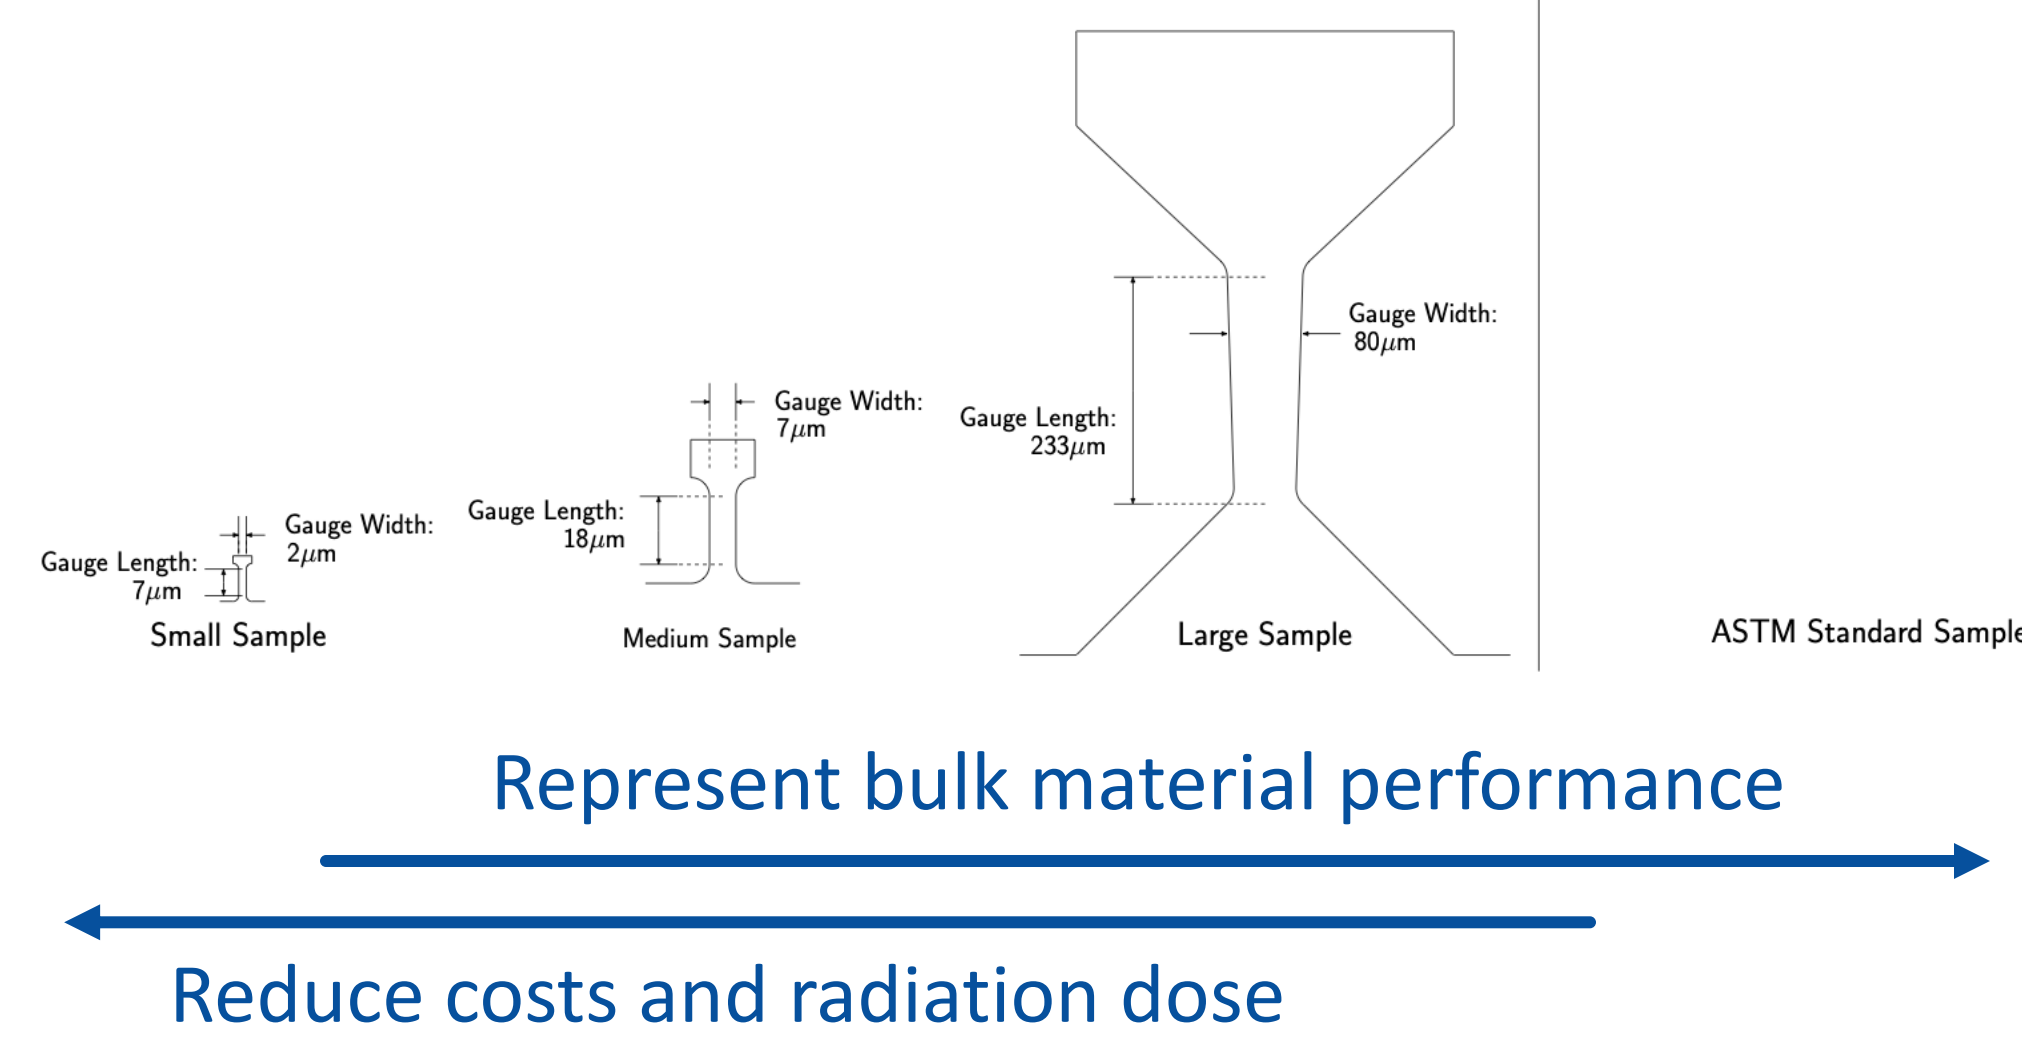 Gauge Width:
80μm
Gauge Width:
7μm
Gauge Length:
233μm
Gauge Length:
18μm
Gauge Width:
2μm
Gauge Length:
7μm
Small Sample
Medium Sample
Large Sample
ASTM Standard Sample
Represent bulk material performance
Reduce costs and radiation dose